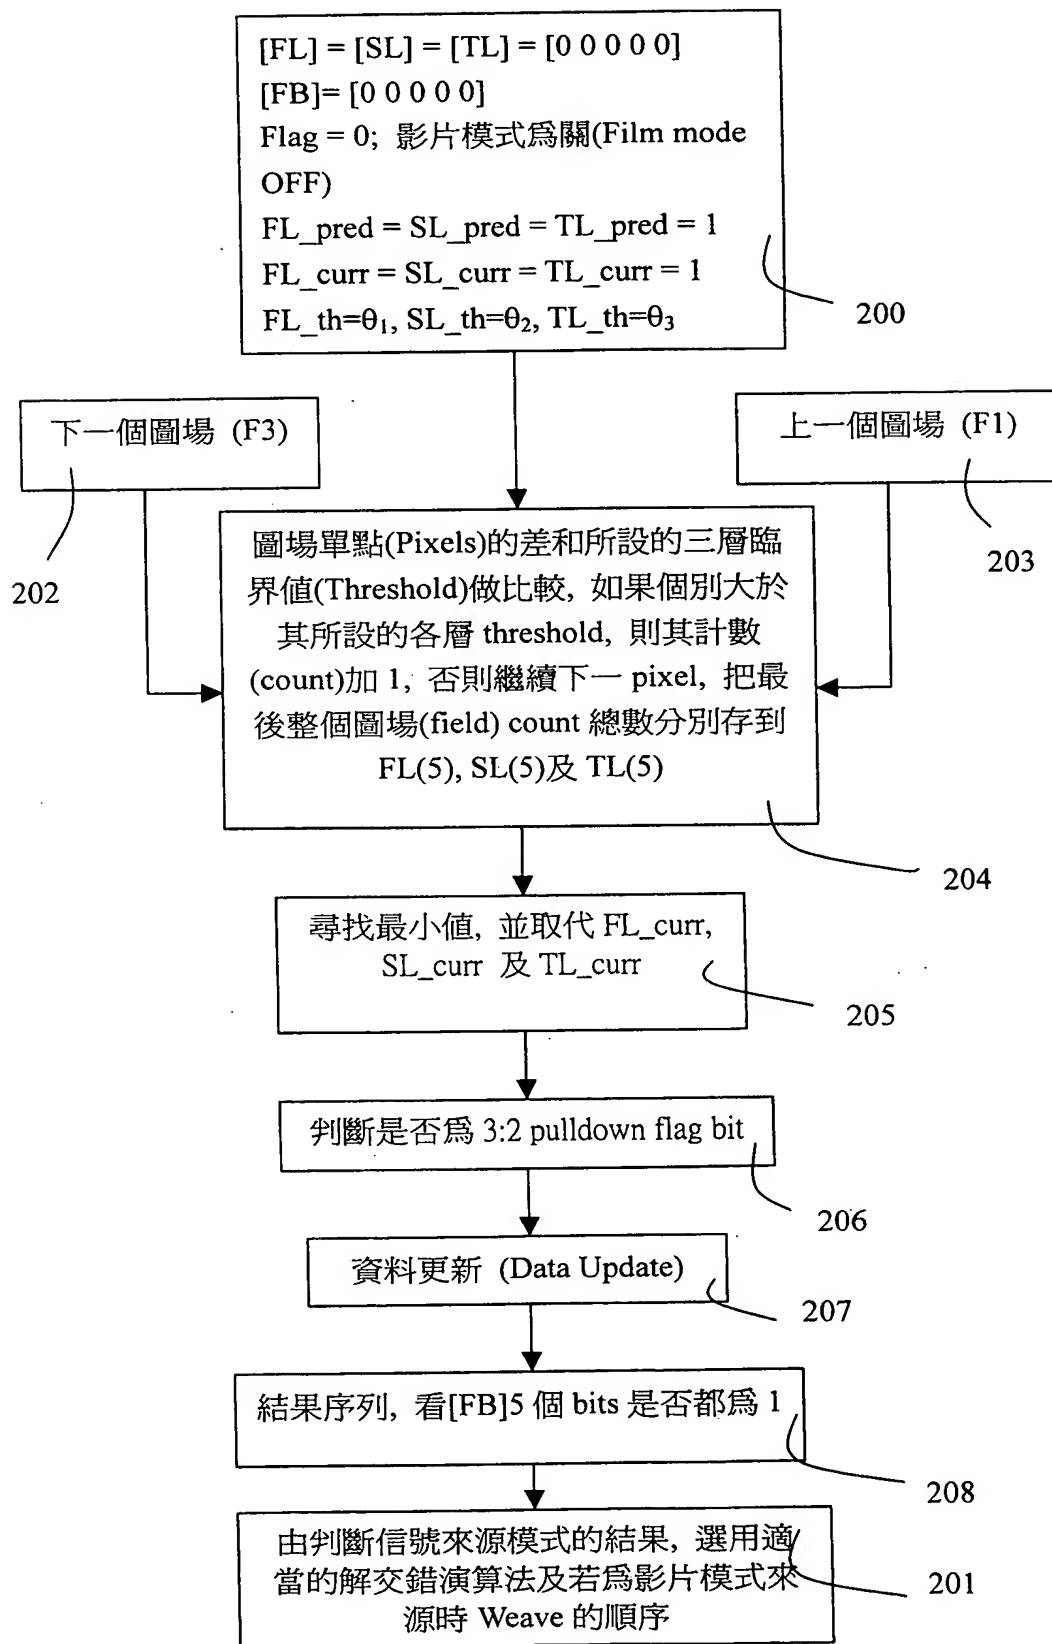 [FL] = [SL] = [TL] = [0 0 0 0 0]
[FB]= [0 0 0 0 0]
Flag = 0; 影片模式爲關(Film mode
OFF)
FL_pred = SL_pred = TL_pred = 1
FL_curr = SL_curr = TL_curr = 1
FL_th=θ₁, SL_th=θ₂, TL_th=θ₃
200
下一個圖場 (F3)
202
上一個圖場 (F1)
203
圖場單點(Pixels)的差和所設的三層臨
界值(Threshold)做比較, 如果個別大於
其所設的各層 threshold, 則其計數
(count)加 1, 否則繼續下一 pixel, 把最
後整個圖場(field) count 總數分別存到
FL(5), SL(5)及 TL(5)
204
尋找最小值, 並取代 FL_curr,
SL_curr 及 TL_curr
205
判斷是否爲 3:2 pulldown flag bit
206
資料更新 (Data Update)
207
結果序列, 看[FB]5 個 bits 是否都爲 1
208
由判斷信號來源模式的結果, 選用適
當的解交錯演算法及若爲影片模式來
源時 Weave 的順序
201